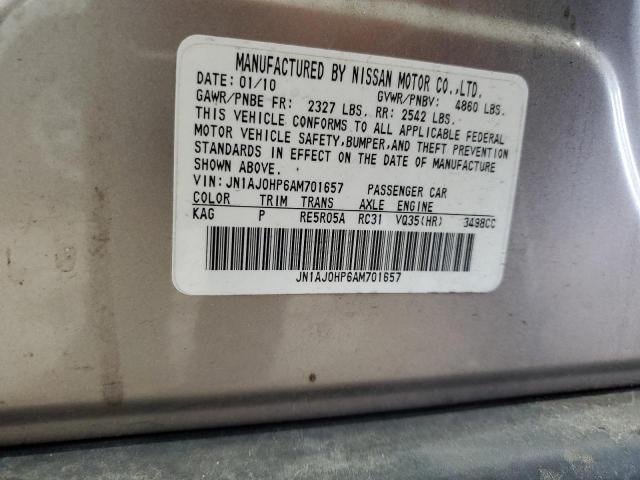 MANUFACTURED BY NISSAN MOTOR CO.,LTD.
DATE: 01/10 GVWR/PNBV: 4860 LBS.
GAWR/PNBE FR: 2327 LBS. RR: 2542 LBS.
THIS VEHICLE CONFORMS TO ALL APPLICABLE FEDERAL
MOTOR VEHICLE SAFETY,BUMPER,AND THEFT PREVENTION
STANDARDS IN EFFECT ON THE DATE OF MANUFACTURE
SHOWN ABOVE.
VIN: JN1AJ0HP6AM701657 PASSENGER CAR
COLOR TRIM TRANS AXLE ENGINE
KAG P RE5R05A RC31 VQ35(HR) 3498CC
JN1AJ0HP6AM701657